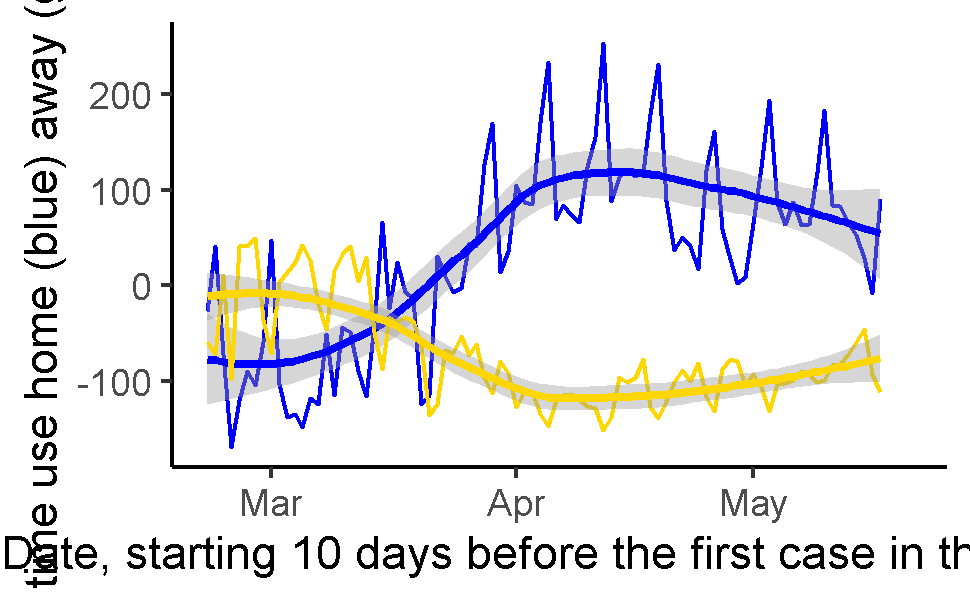 time use home (blue) away (
200
100
0
-100
Mar April May
Date, starting 10 days before the first case in th